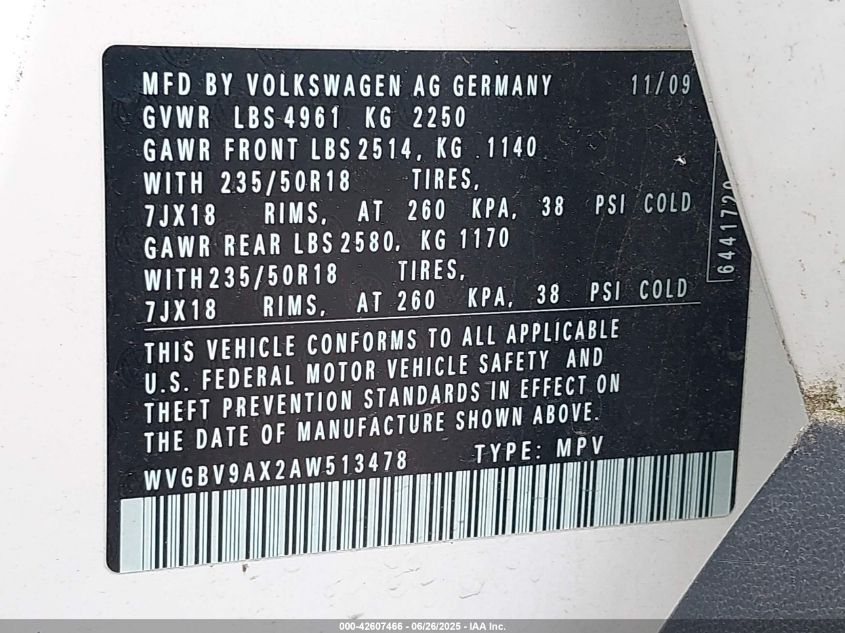 MFD BY VOLKSWAGEN AG GERMANY 11/09
GVWR LBS 4961 KG 2250
GAWR FRONT LBS 2514, KG 1140
WITH 235/50R18 TIRES,
7JX18 RIMS, AT 260 KPA, 38 PSI COLD
GAWR REAR LBS 2580, KG 1170
WITH 235/50R18 TIRES,
7JX18 RIMS, AT 260 KPA, 38 PSI COLD
THIS VEHICLE CONFORMS TO ALL APPLICABLE
U.S. FEDERAL MOTOR VEHICLE SAFETY AND
THEFT PREVENTION STANDARDS IN EFFECT ON
THE DATE OF MANUFACTURE SHOWN ABOVE.
WVGBV9AX2AW513478 TYPE: MPV
000-42607466 - 06/26/2025 - IAA Inc.